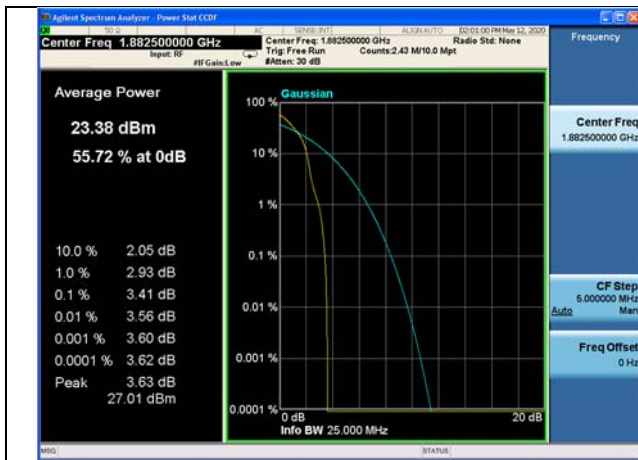 Agilent Spectrum Analyzer - Power Stat CCDF
50 Ω AC SENSE:INT ALIGN AUTO 02:01:00 PM May 12, 2020
Center Freq 1.882500000 GHz
Input: RF
#IFGain:Low
Center Freq: 1.882500000 GHz
Radio Std: None
Trig: Free Run
Counts:2.43 M/10.0 Mpt
#Atten: 30 dB
Frequency
Average Power
23.38 dBm
55.72 % at 0dB
10.0 % 2.05 dB
1.0 % 2.93 dB
0.1 % 3.41 dB
0.01 % 3.56 dB
0.001 % 3.60 dB
0.0001 % 3.62 dB
Peak 3.63 dB
27.01 dBm
Gaussian
100 %
10 %
1 %
0.1 %
0.01 %
0.001 %
0.0001 %
0 dB
20 dB
Info BW 25.000 MHz
Center Freq
1.882500000 GHz
CF Step
5.000000 MHz
Auto Man
Freq Offset
0 Hz
MSG
STATUS